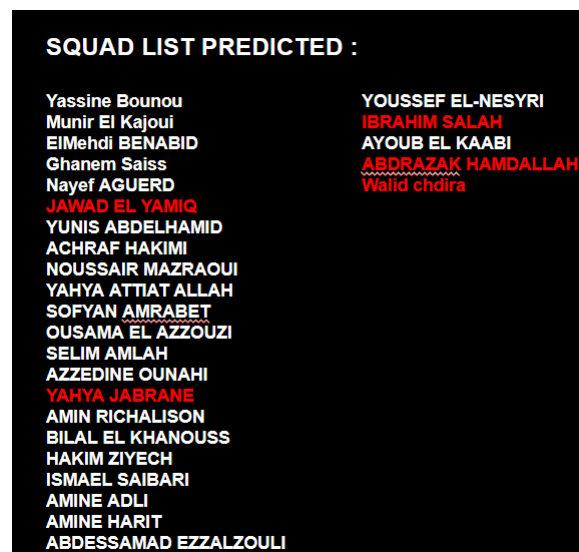 SQUAD LIST PREDICTED :
Yassine Bounou
Munir El Kajoui
ElMehdi BENABID
Ghanem Saiss
Nayef AGUERD
JAWAD EL YAMIQ
YUNIS ABDELHAMID
ACHRAF HAKIMI
NOUSSAIR MAZRAOUI
YAHYA ATTIAT ALLAH
SOFYAN AMRABET
OUSAMA EL AZZOUZI
SELIM AMLAH
AZZEDINE OUNAHI
YAHYA JABRANE
AMIN RICHALISON
BILAL EL KHANOUSS
HAKIM ZIYECH
ISMAEL SAIBARI
AMINE ADLI
AMINE HARIT
ABDESSAMAD EZZALZOULI
YOUSSEF EL-NESYRI
IBRAHIM SALAH
AYOUB EL KAABI
ABDRAZAK HAMDALLAH
Walid chdira